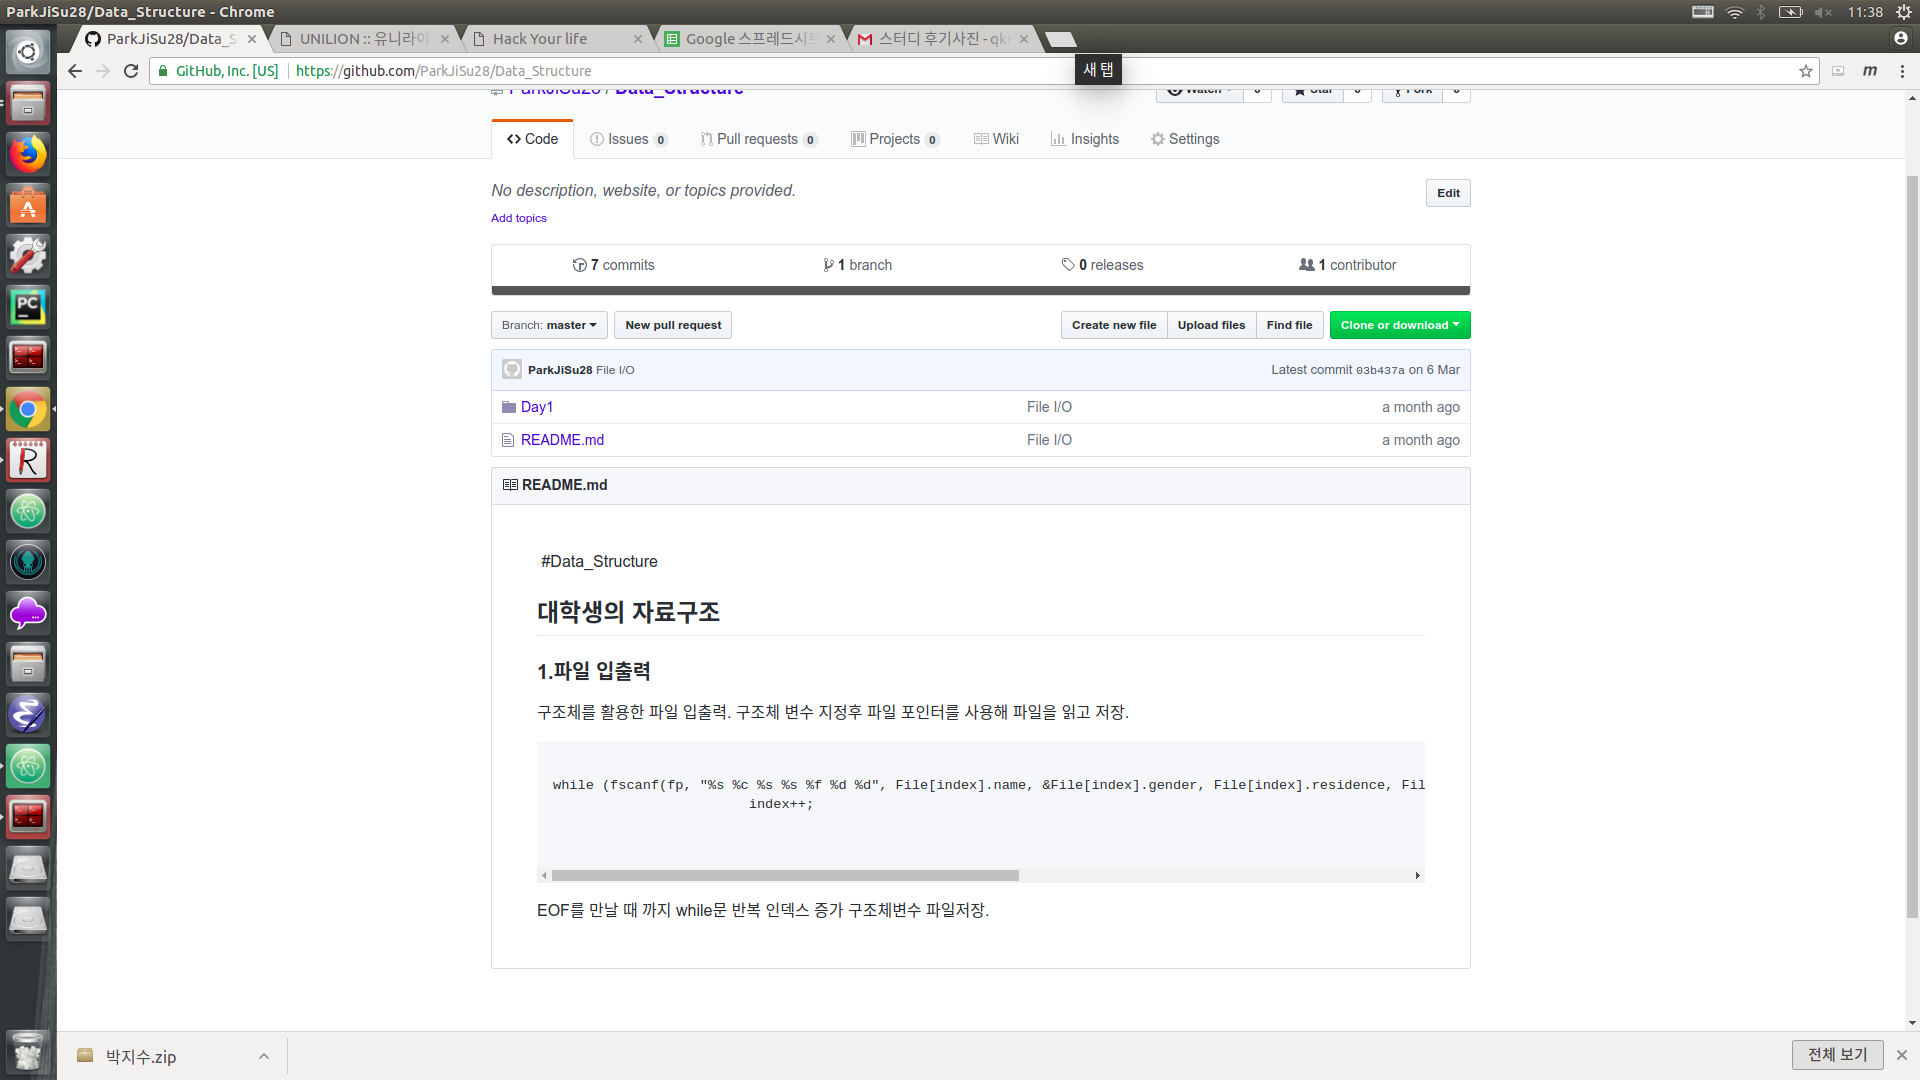 ParkJiSu28/Data_Structure - Chrome
11:38
ParkJiSu28/Data_S
UNILION :: 유니라이
Hack Your life
Google 스프레드시트
스터디 후기사진 - qk
새 탭
GitHub, Inc. [US]
https://github.com/ParkJiSu28/Data_Structure
ParkJiSu28 / Data_Structure
Watch 0
Star 0
Fork 0
Code
Issues 0
Pull requests 0
Projects 0
Wiki
Insights
Settings
No description, website, or topics provided.
Edit
Add topics
7 commits
1 branch
0 releases
1 contributor
Branch: master
New pull request
Create new file
Upload files
Find file
Clone or download
ParkJiSu28 File I/O
Latest commit 03b437a on 6 Mar
Day1
File I/O
a month ago
README.md
File I/O
a month ago
README.md
#Data_Structure
대학생의 자료구조
1.파일 입출력
구조체를 활용한 파일 입출력. 구조체 변수 지정후 파일 포인터를 사용해 파일을 읽고 저장.
while (fscanf(fp, "%s %c %s %s %f %d %d", File[index].name, &File[index].gender, File[index].residence, Fil
index++;
EOF를 만날 때 까지 while문 반복 인덱스 증가 구조체변수 파일저장.
박지수.zip
전체 보기